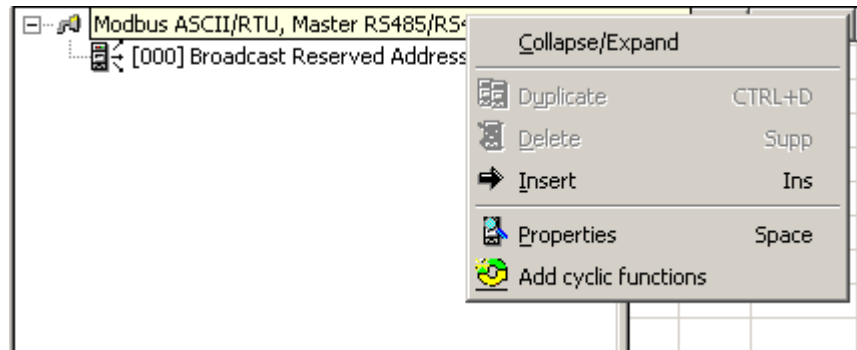 Modbus ASCII/RTU, Master RS485/RS4
[000] Broadcast Reserved Address
Collapse/Expand
Duplicate CTRL+D
Delete Supp
Insert Ins
Properties Space
Add cyclic functions